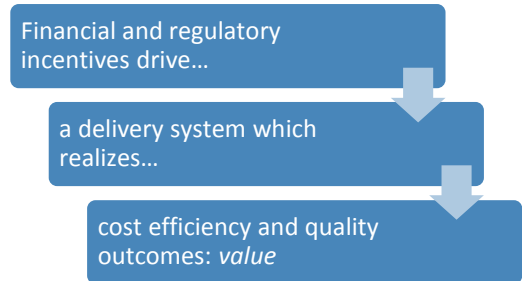 Financial and regulatory
incentives drive…
a delivery system which
realizes…
cost efficiency and quality
outcomes: value